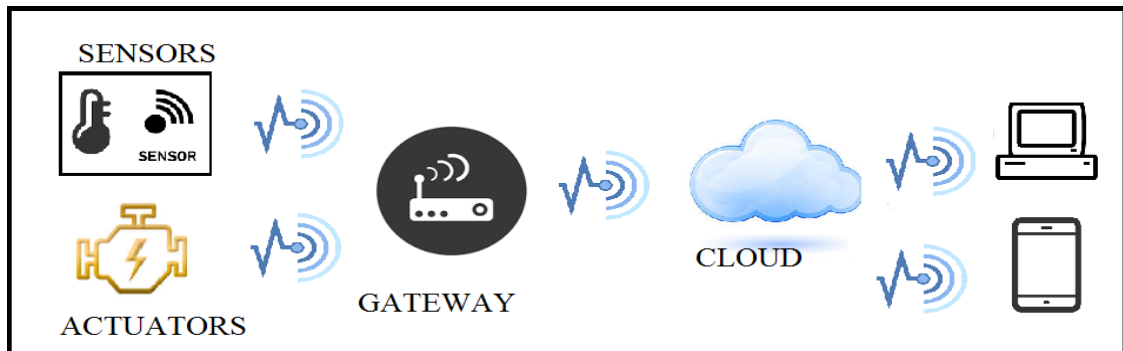 SENSORS
SENSOR
ACTUATORS
GATEWAY
CLOUD